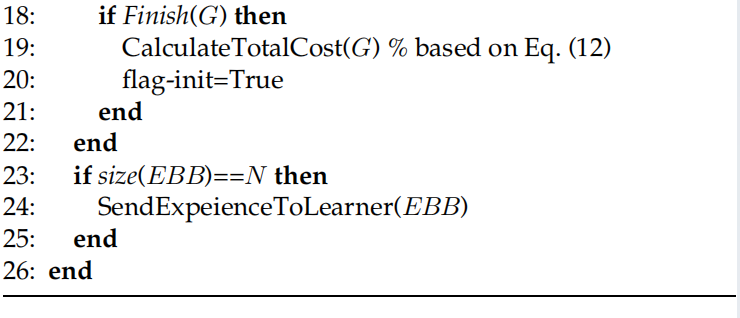 18: if Finish(G) then
19: CalculateTotalCost(G) % based on Eq. (12)
20: flag-init=True
21: end
22: end
23: if size(EBB)==N then
24: SendExpeienceToLearner(EBB)
25: end
26: end